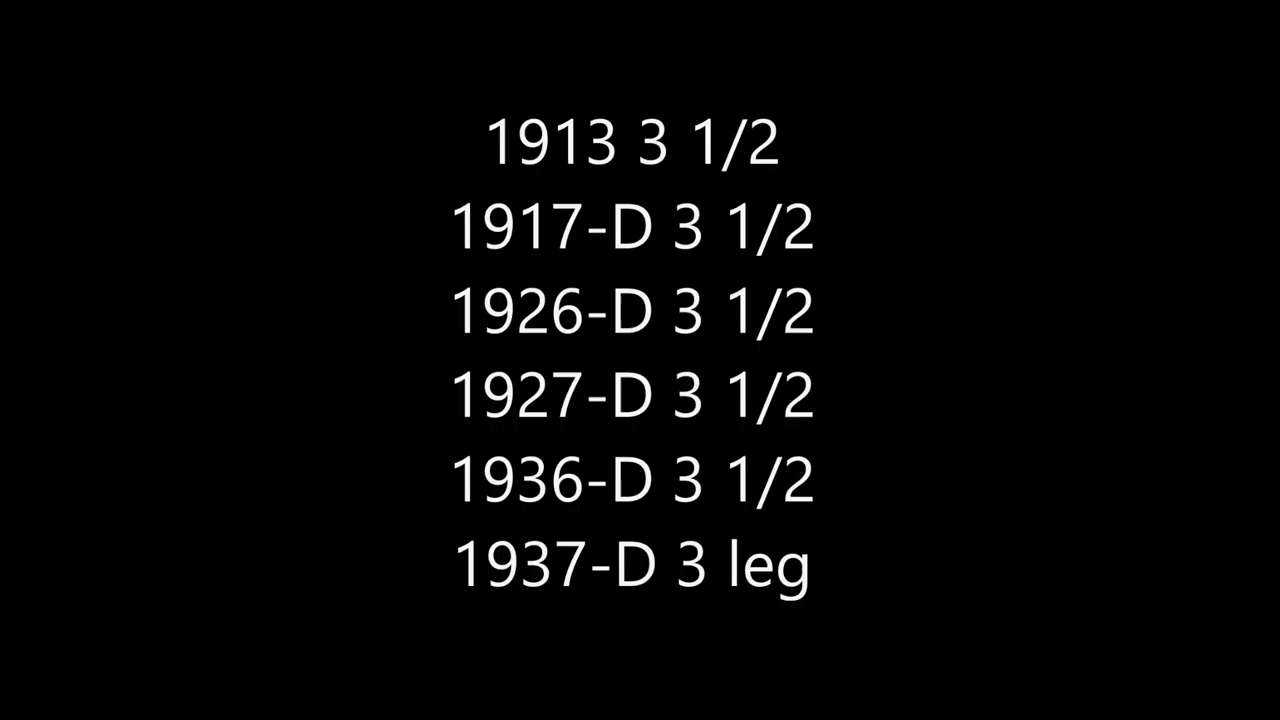 1913 3 1/2
1917-D 3 1/2
1926-D 3 1/2
1927-D 3 1/2
1936-D 3 1/2
1937-D 3 leg